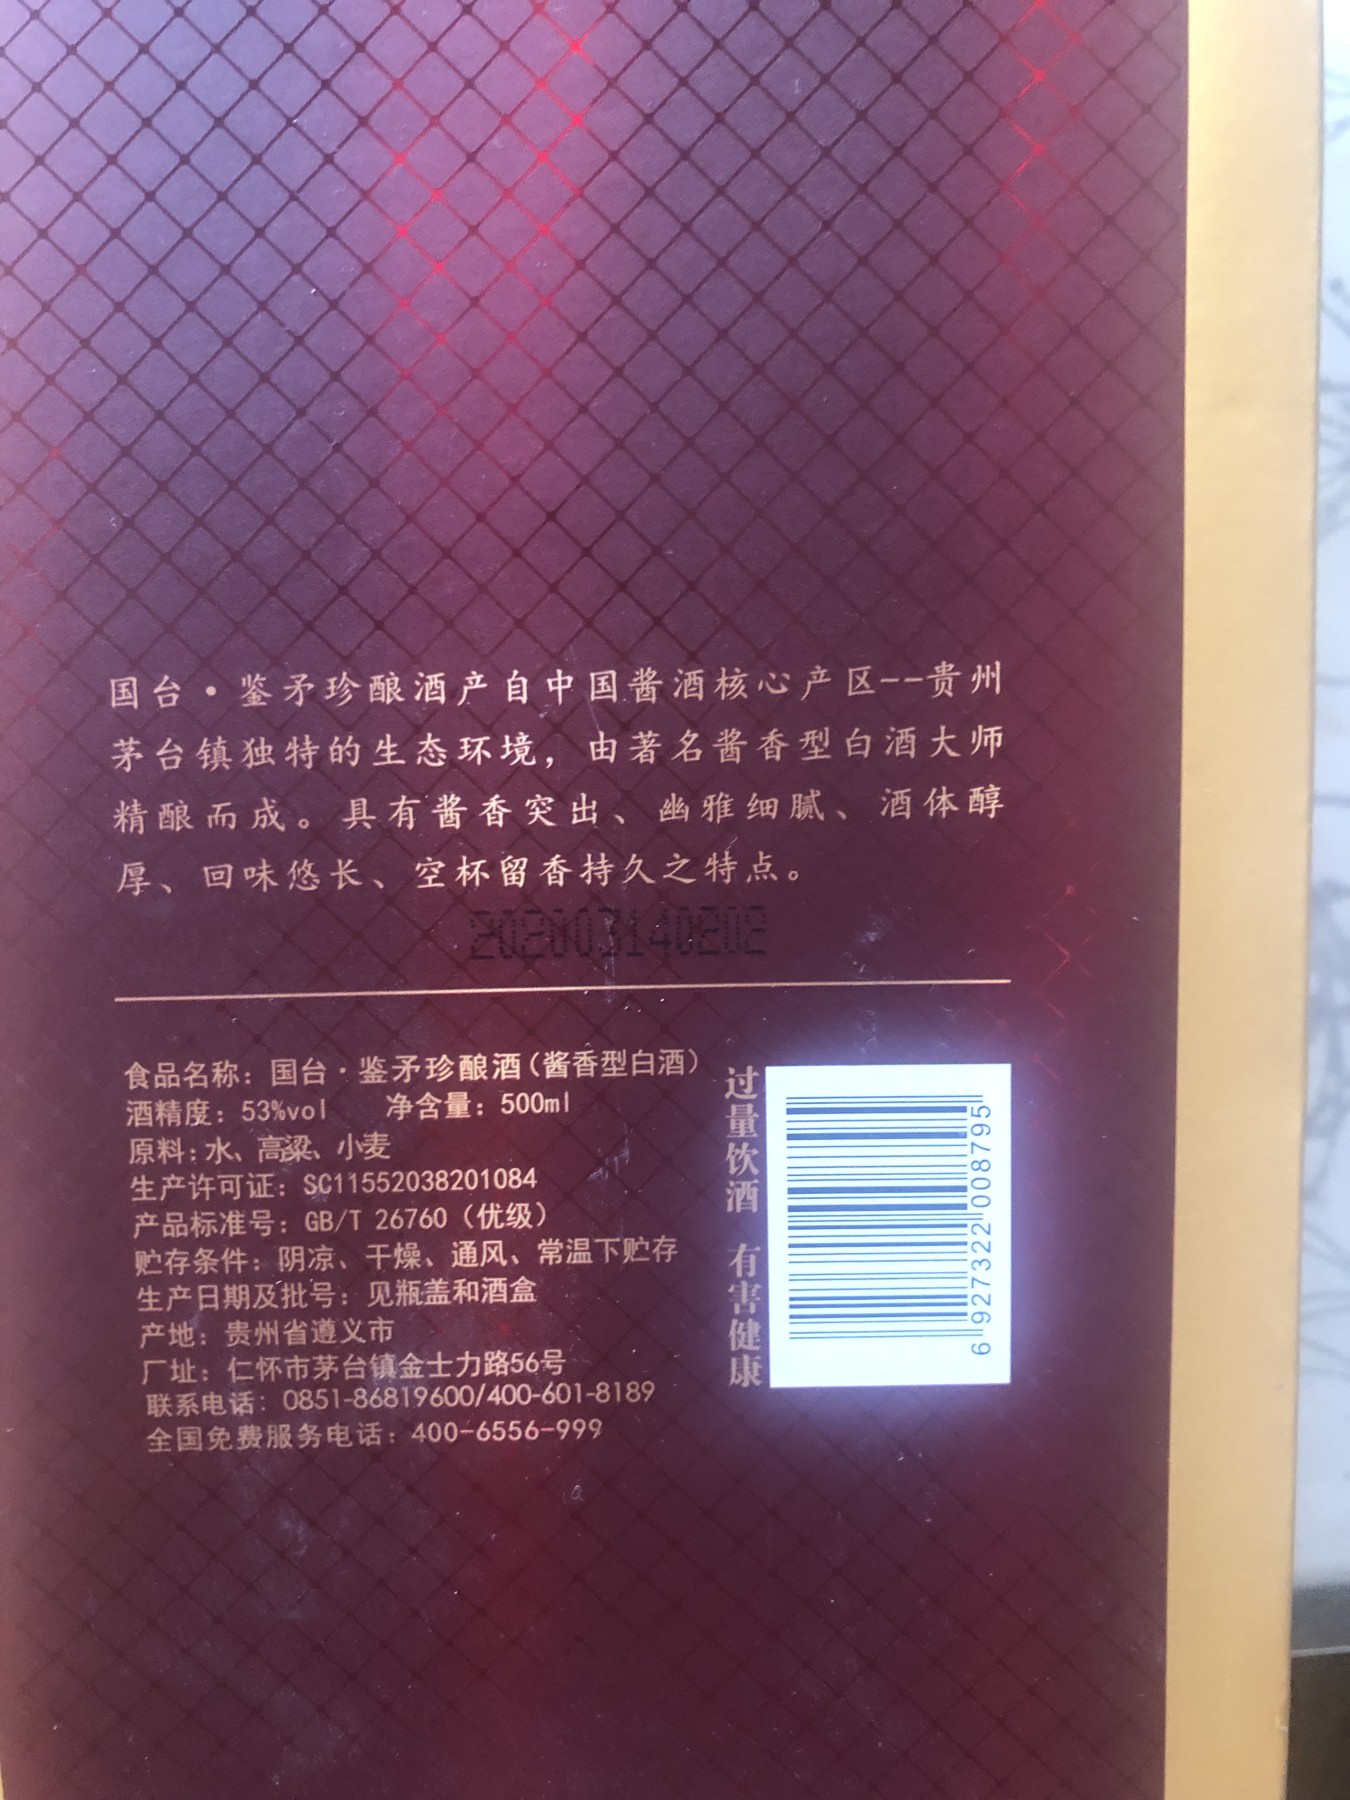 国台·鉴矛珍酿酒产自中国酱酒核心产区--贵州
茅台镇独特的生态环境，由著名酱香型白酒大师
精酿而成。具有酱香突出、幽雅细腻、酒体醇
厚、回味悠长、空杯留香持久之特点。
202003140202
食品名称：国台·鉴矛珍酿酒（酱香型白酒）
酒精度：53%vol 净含量：500ml
原料：水、高粱、小麦
生产许可证：SC11552038201084
产品标准号：GB/T 26760（优级）
贮存条件：阴凉、干燥、通风、常温下贮存
生产日期及批号：见瓶盖和酒盒
产地：贵州省遵义市
厂址：仁怀市茅台镇金士力路56号
联系电话：0851-86819600/400-601-8189
全国免费服务电话：400-6556-999
过量饮酒 有害健康
6 927322 008795